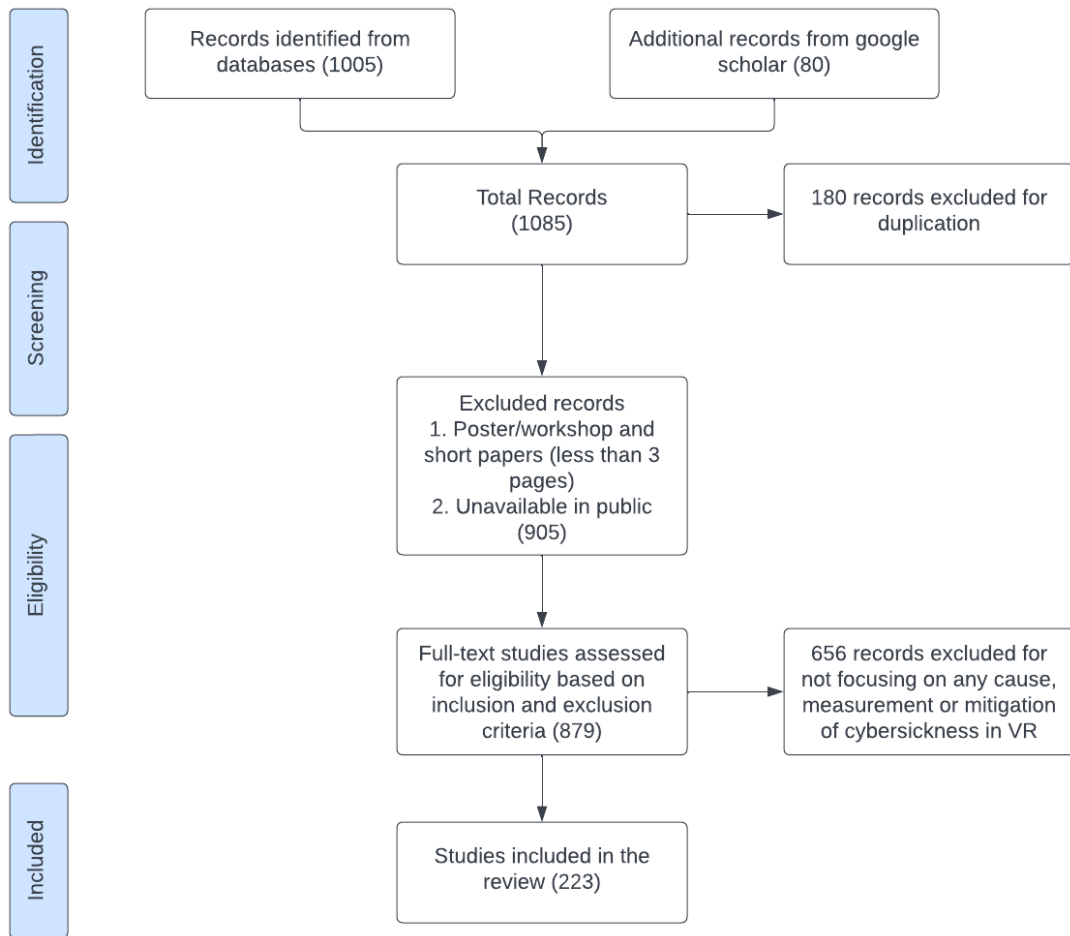 Identification
Records identified from
databases (1005)
Additional records from google
scholar (80)
Total Records
(1085)
180 records excluded for
duplication
Screening
Excluded records
1. Poster/workshop and
short papers (less than 3
pages)
2. Unavailable in public
(905)
Eligibility
Full-text studies assessed
for eligibility based on
inclusion and exclusion
criteria (879)
656 records excluded for
not focusing on any cause,
measurement or mitigation
of cybersickness in VR
Included
Studies included in the
review (223)